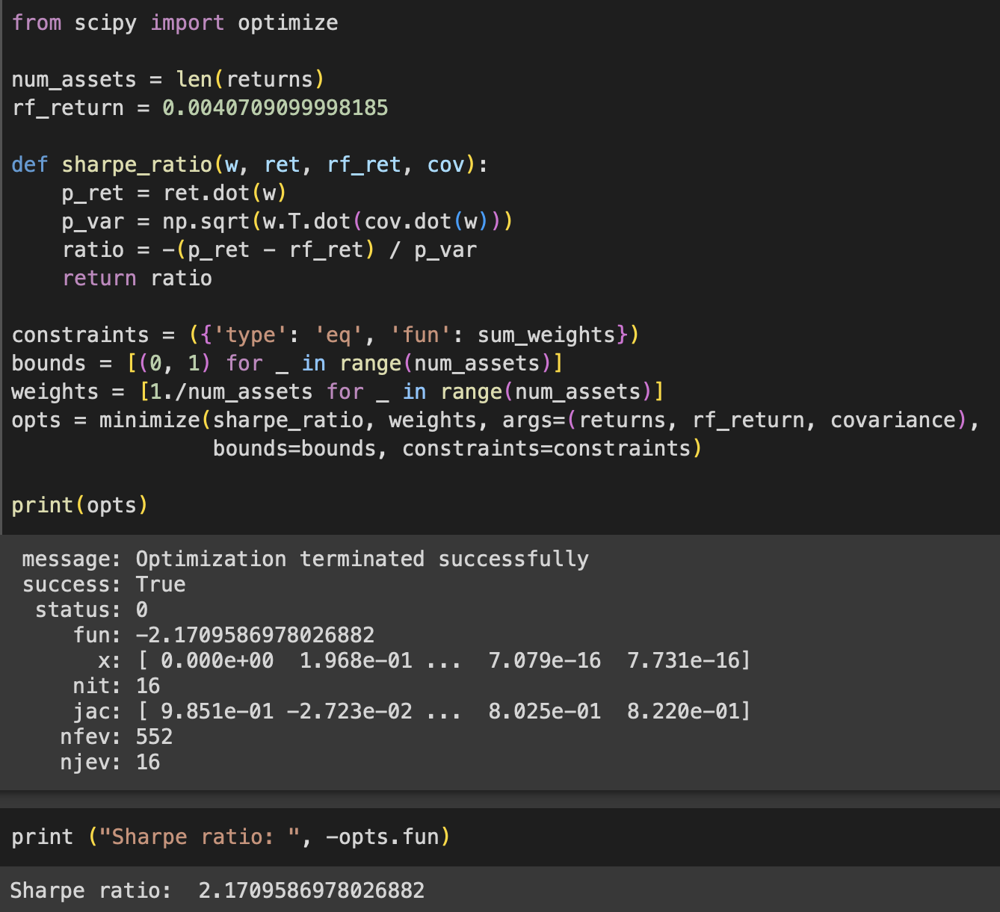 from scipy import optimize
num_assets = len(returns)
rf_return = 0.0040709099998185
def sharpe_ratio(w, ret, rf_ret, cov):
    p_ret = ret.dot(w)
    p_var = np.sqrt(w.T.dot(cov.dot(w)))
    ratio = -(p_ret - rf_ret) / p_var
    return ratio
constraints = ({'type': 'eq', 'fun': sum_weights})
bounds = [(0, 1) for _ in range(num_assets)]
weights = [1./num_assets for _ in range(num_assets)]
opts = minimize(sharpe_ratio, weights, args=(returns, rf_return, covariance),
                bounds=bounds, constraints=constraints)
print(opts)
 message: Optimization terminated successfully
 success: True
  status: 0
     fun: -2.1709586978026882
       x: [ 0.000e+00  1.968e-01 ...  7.079e-16  7.731e-16]
     nit: 16
     jac: [ 9.851e-01 -2.723e-02 ...  8.025e-01  8.220e-01]
    nfev: 552
    njev: 16
print ("Sharpe ratio: ", -opts.fun)
Sharpe ratio:  2.1709586978026882